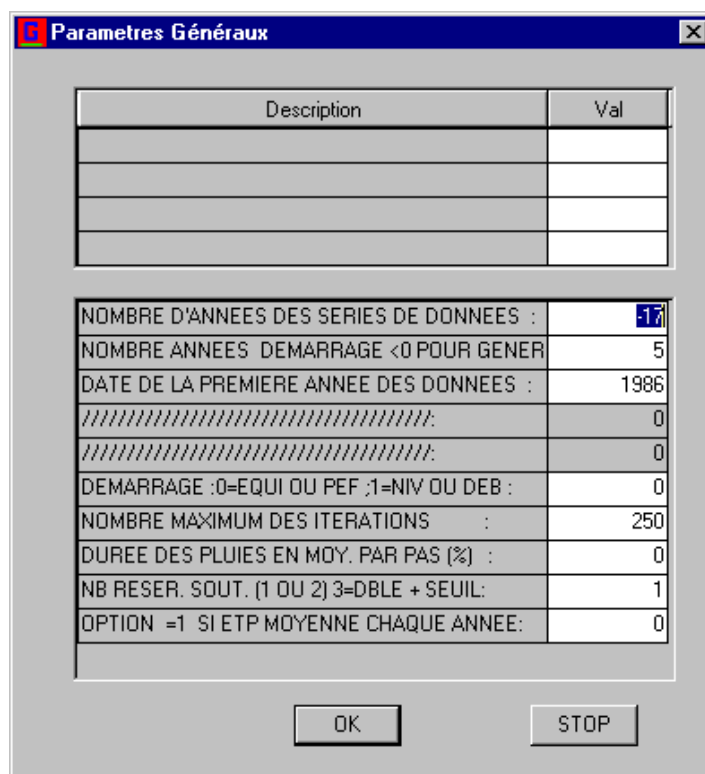 G Parametres Généraux
Description Val
NOMBRE D'ANNEES DES SERIES DE DONNEES : -17
NOMBRE ANNEES DEMARRAGE <0 POUR GENER 5
DATE DE LA PREMIERE ANNEE DES DONNEES : 1986
///////////////////////////////////////: 0
///////////////////////////////////////: 0
DEMARRAGE :0=EQUI OU PEF ;1=NIV OU DEB : 0
NOMBRE MAXIMUM DES ITERATIONS : 250
DUREE DES PLUIES EN MOY. PAR PAS (%) : 0
NB RESER. SOUT. (1 OU 2) 3=DBLE + SEUIL: 1
OPTION =1 SI ETP MOYENNE CHAQUE ANNEE: 0
OK STOP